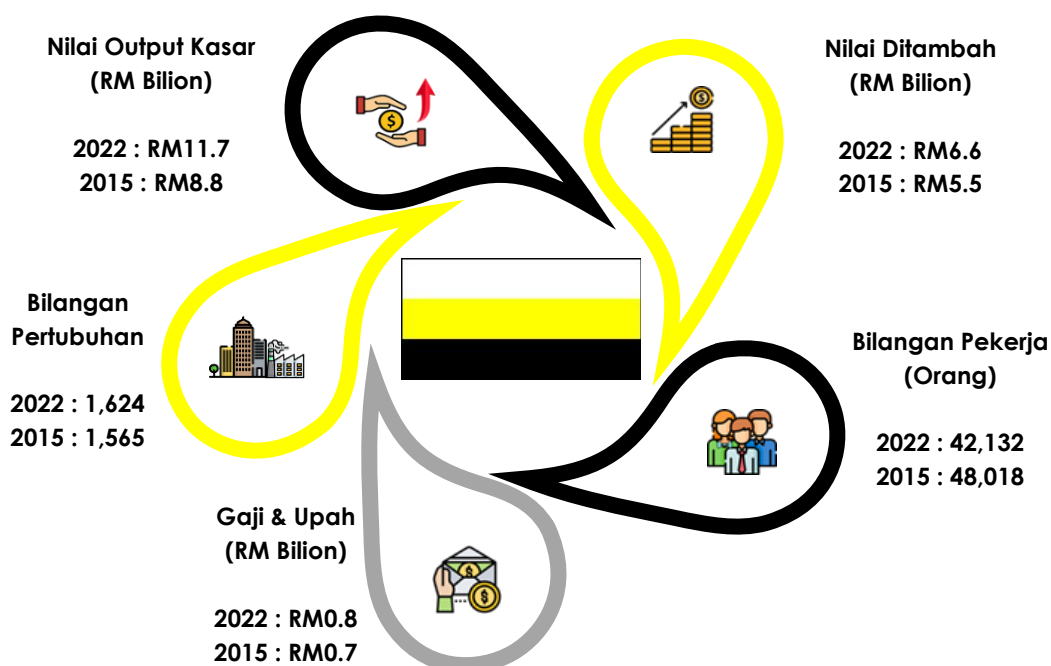 Nilai Output Kasar
(RM Bilion)
2022 : RM11.7
2015 : RM8.8
Nilai Ditambah
(RM Bilion)
2022 : RM6.6
2015 : RM5.5
Bilangan
Pertubuhan
2022 : 1,624
2015 : 1,565
Bilangan Pekerja
(Orang)
2022 : 42,132
2015 : 48,018
Gaji & Upah
(RM Bilion)
2022 : RM0.8
2015 : RM0.7